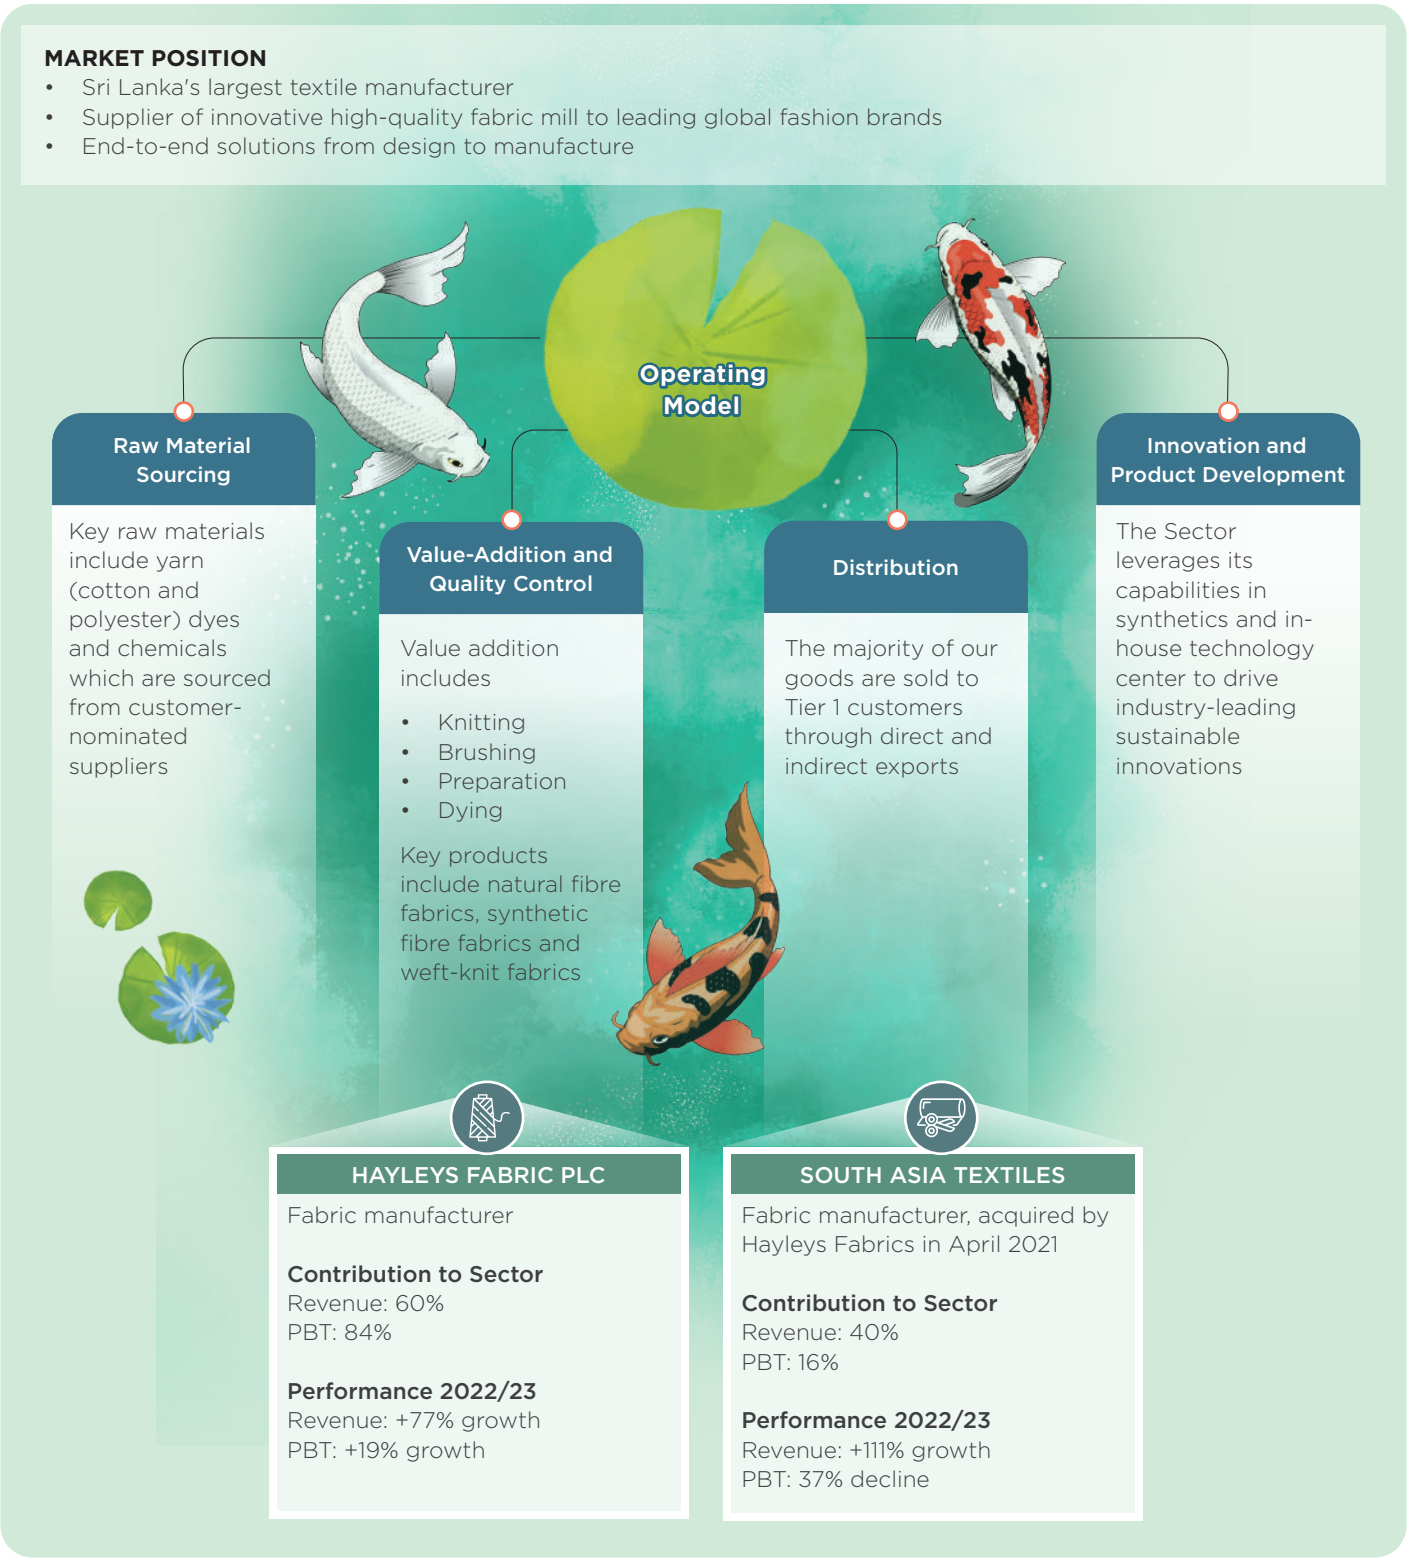 MARKET POSITION
• Sri Lanka's largest textile manufacturer
• Supplier of innovative high-quality fabric mill to leading global fashion brands
• End-to-end solutions from design to manufacture
Operating
Model
Raw Material
Sourcing
Key raw materials
include yarn
(cotton and
polyester) dyes
and chemicals
which are sourced
from customer-
nominated
suppliers
Value-Addition and
Quality Control
Value addition
includes
• Knitting
• Brushing
• Preparation
• Dying
Key products
include natural fibre
fabrics, synthetic
fibre fabrics and
weft-knit fabrics
Distribution
The majority of our
goods are sold to
Tier 1 customers
through direct and
indirect exports
Innovation and
Product Development
The Sector
leverages its
capabilities in
synthetics and in-
house technology
center to drive
industry-leading
sustainable
innovations
HAYLEYS FABRIC PLC
Fabric manufacturer
Contribution to Sector
Revenue: 60%
PBT: 84%
Performance 2022/23
Revenue: +77% growth
PBT: +19% growth
SOUTH ASIA TEXTILES
Fabric manufacturer, acquired by
Hayleys Fabrics in April 2021
Contribution to Sector
Revenue: 40%
PBT: 16%
Performance 2022/23
Revenue: +111% growth
PBT: 37% decline